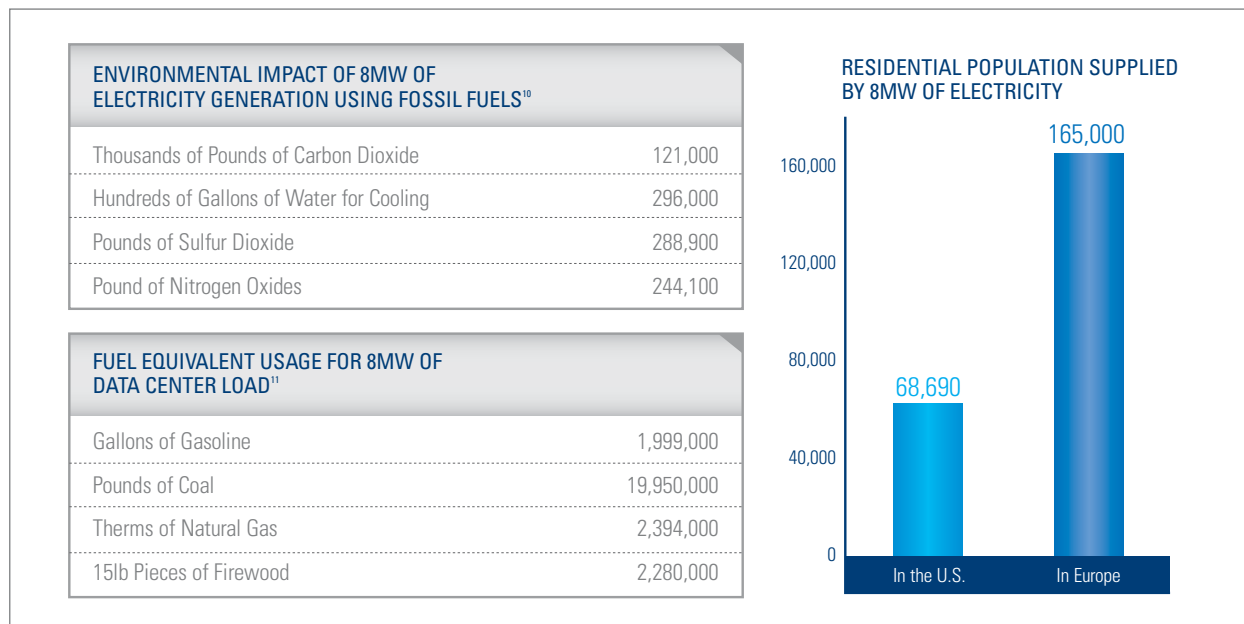 ENVIRONMENTAL IMPACT OF 8MW OF
ELECTRICITY GENERATION USING FOSSIL FUELS¹⁰
Thousands of Pounds of Carbon Dioxide 121,000
Hundreds of Gallons of Water for Cooling 296,000
Pounds of Sulfur Dioxide 288,900
Pound of Nitrogen Oxides 244,100
FUEL EQUIVALENT USAGE FOR 8MW OF
DATA CENTER LOAD¹¹
Gallons of Gasoline 1,999,000
Pounds of Coal 19,950,000
Therms of Natural Gas 2,394,000
15lb Pieces of Firewood 2,280,000
RESIDENTIAL POPULATION SUPPLIED
BY 8MW OF ELECTRICITY
165,000
160,000
120,000
80,000
68,690
40,000
0
In the U.S. In Europe